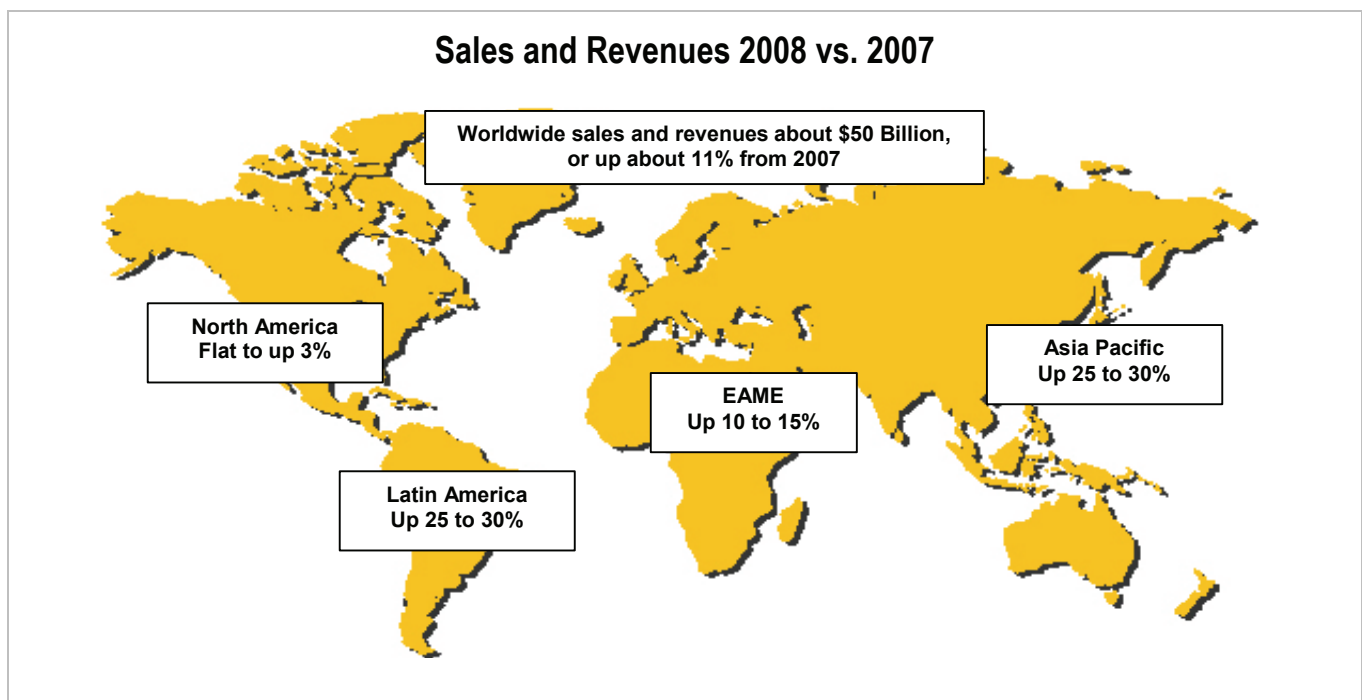 Sales and Revenues 2008 vs. 2007
Worldwide sales and revenues about $50 Billion,
or up about 11% from 2007
North America
Flat to up 3%
Asia Pacific
Up 25 to 30%
EAME
Up 10 to 15%
Latin America
Up 25 to 30%